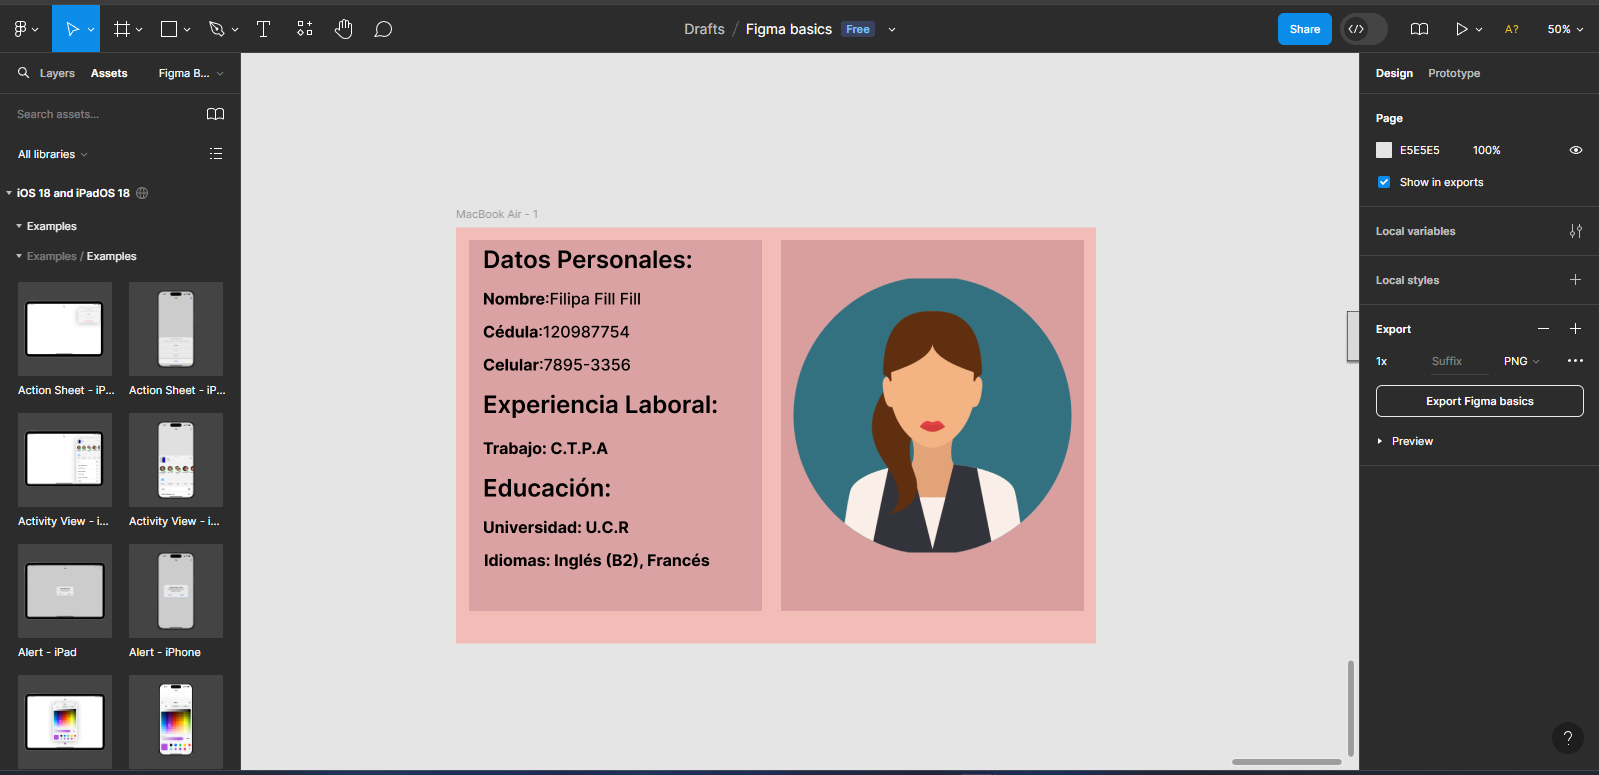 Drafts / Figma basics Free
Share
A?
50%
Layers Assets Figma B...
Search assets...
All libraries
iOS 18 and iPadOS 18
Examples
Examples / Examples
Action Sheet - iP... Action Sheet - iP...
Activity View - i... Activity View - i...
Alert - iPad Alert - iPhone
MacBook Air - 1
Datos Personales:
Nombre:Filipa Fill Fill
Cédula:120987754
Celular:7895-3356
Experiencia Laboral:
Trabajo: C.T.P.A
Educación:
Universidad: U.C.R
Idiomas: Inglés (B2), Francés
Design Prototype
Page
E5E5E5 100%
Show in exports
Local variables
Local styles
Export
1x Suffix PNG
Export Figma basics
Preview
?